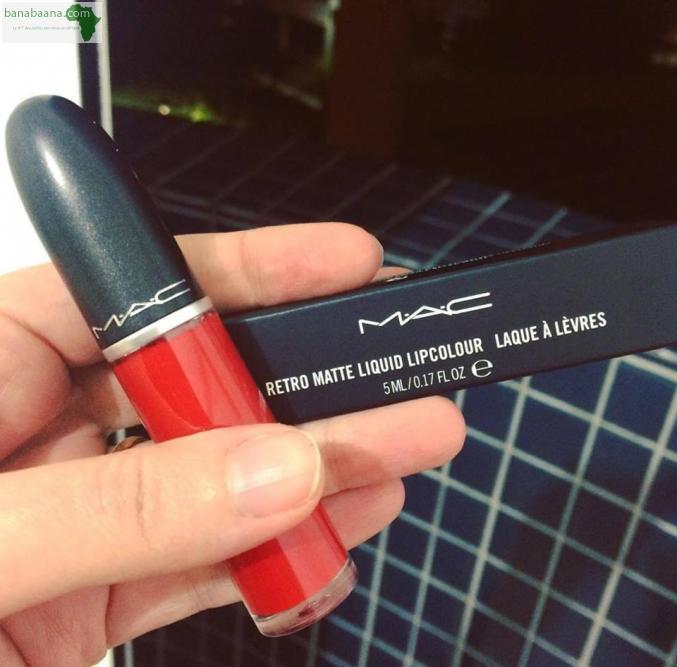 banabaana.com
M·A·C
M·A·C
RETRO MATTE LIQUID LIPCOLOUR LAQUE À LÈVRES
5 ML / 0.17 FL OZ e